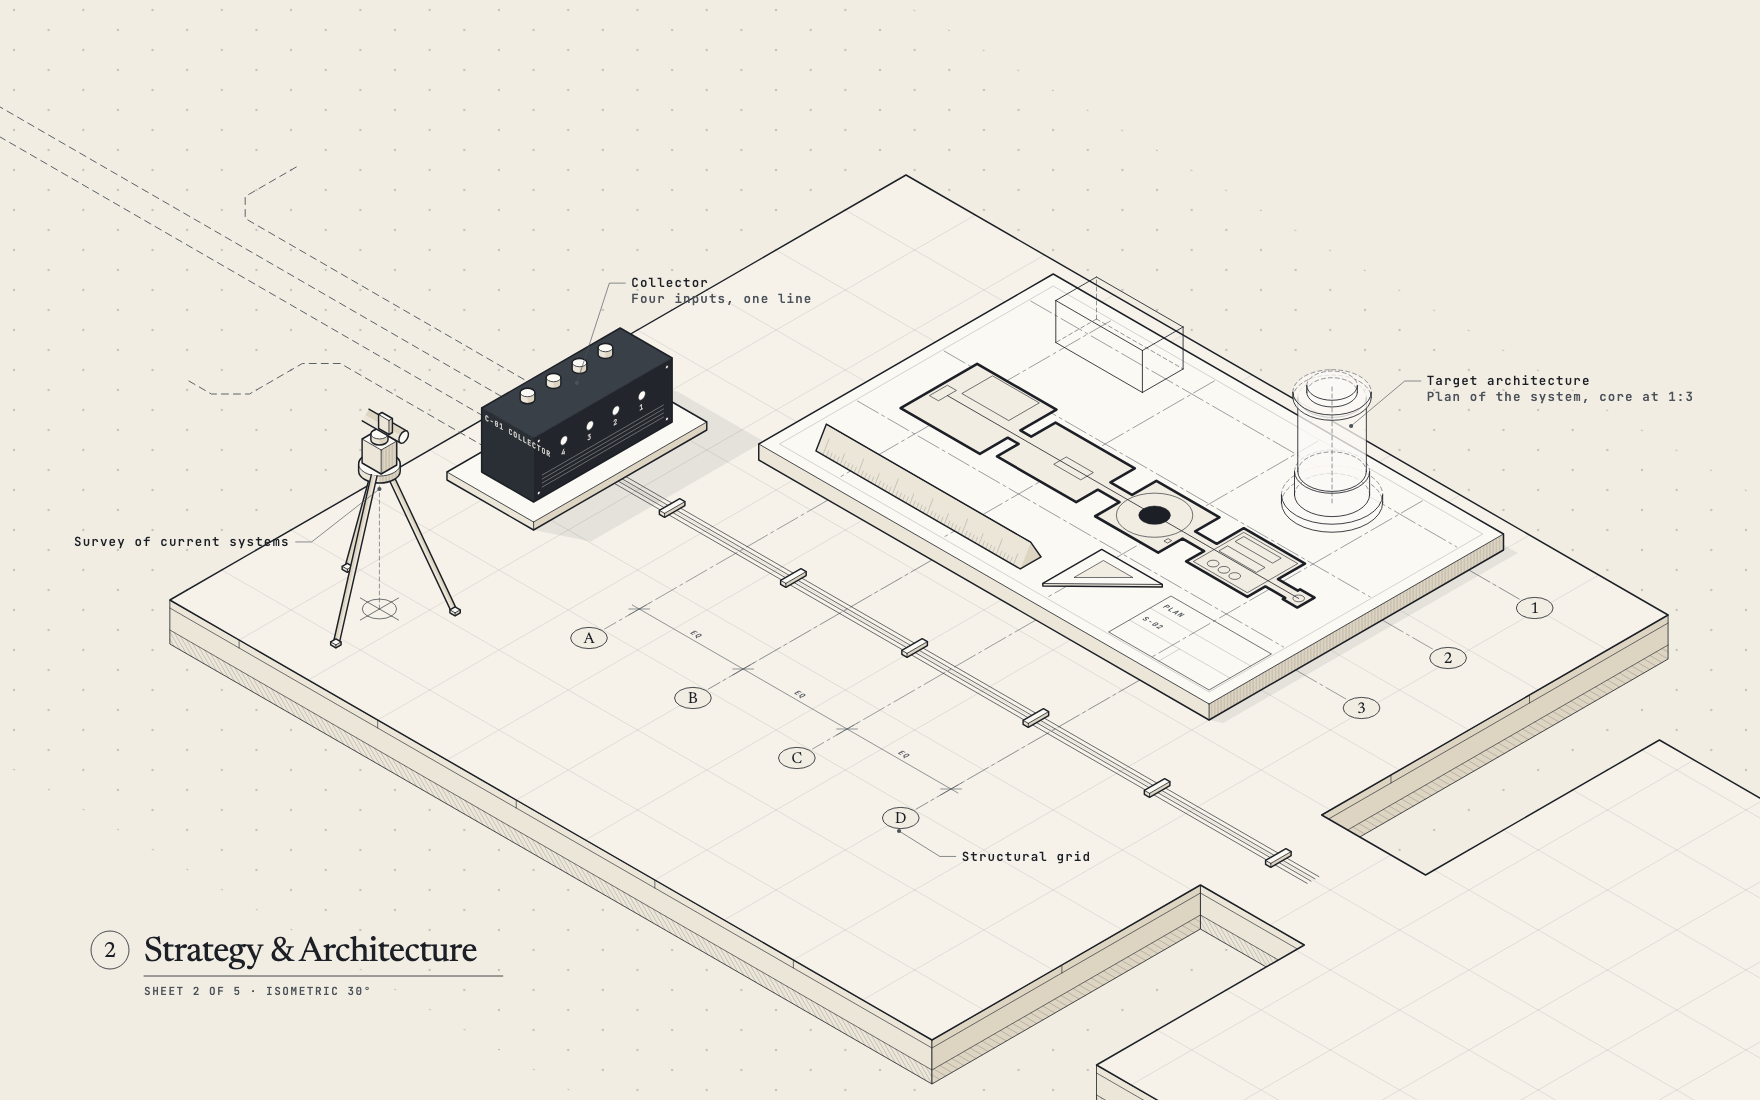 Collector
Four inputs, one line
Target architecture
Plan of the system, core at 1:3
C-01 COLLECTOR
4
3
2
1
Survey of current systems
PLAN
S-02
A
B
C
D
EQ
EQ
EQ
1
2
3
Structural grid
2
Strategy & Architecture
SHEET 2 OF 5 · ISOMETRIC 30°